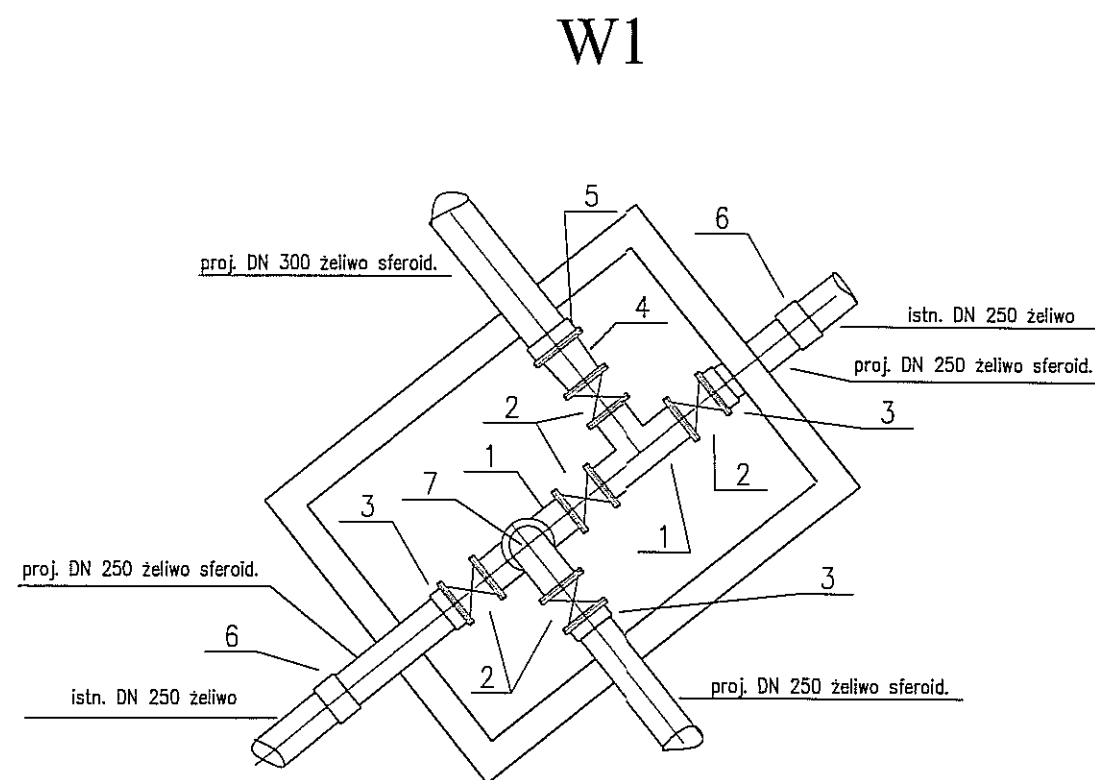 W1
5
6
proj. DN 300 żeliwo sferoid.
4
istn. DN 250 żeliwo
proj. DN 250 żeliwo sferoid.
2
3
1
2
7
3
1
proj. DN 250 żeliwo sferoid.
3
6
2
istn. DN 250 żeliwo
proj. DN 250 żeliwo sferoid.